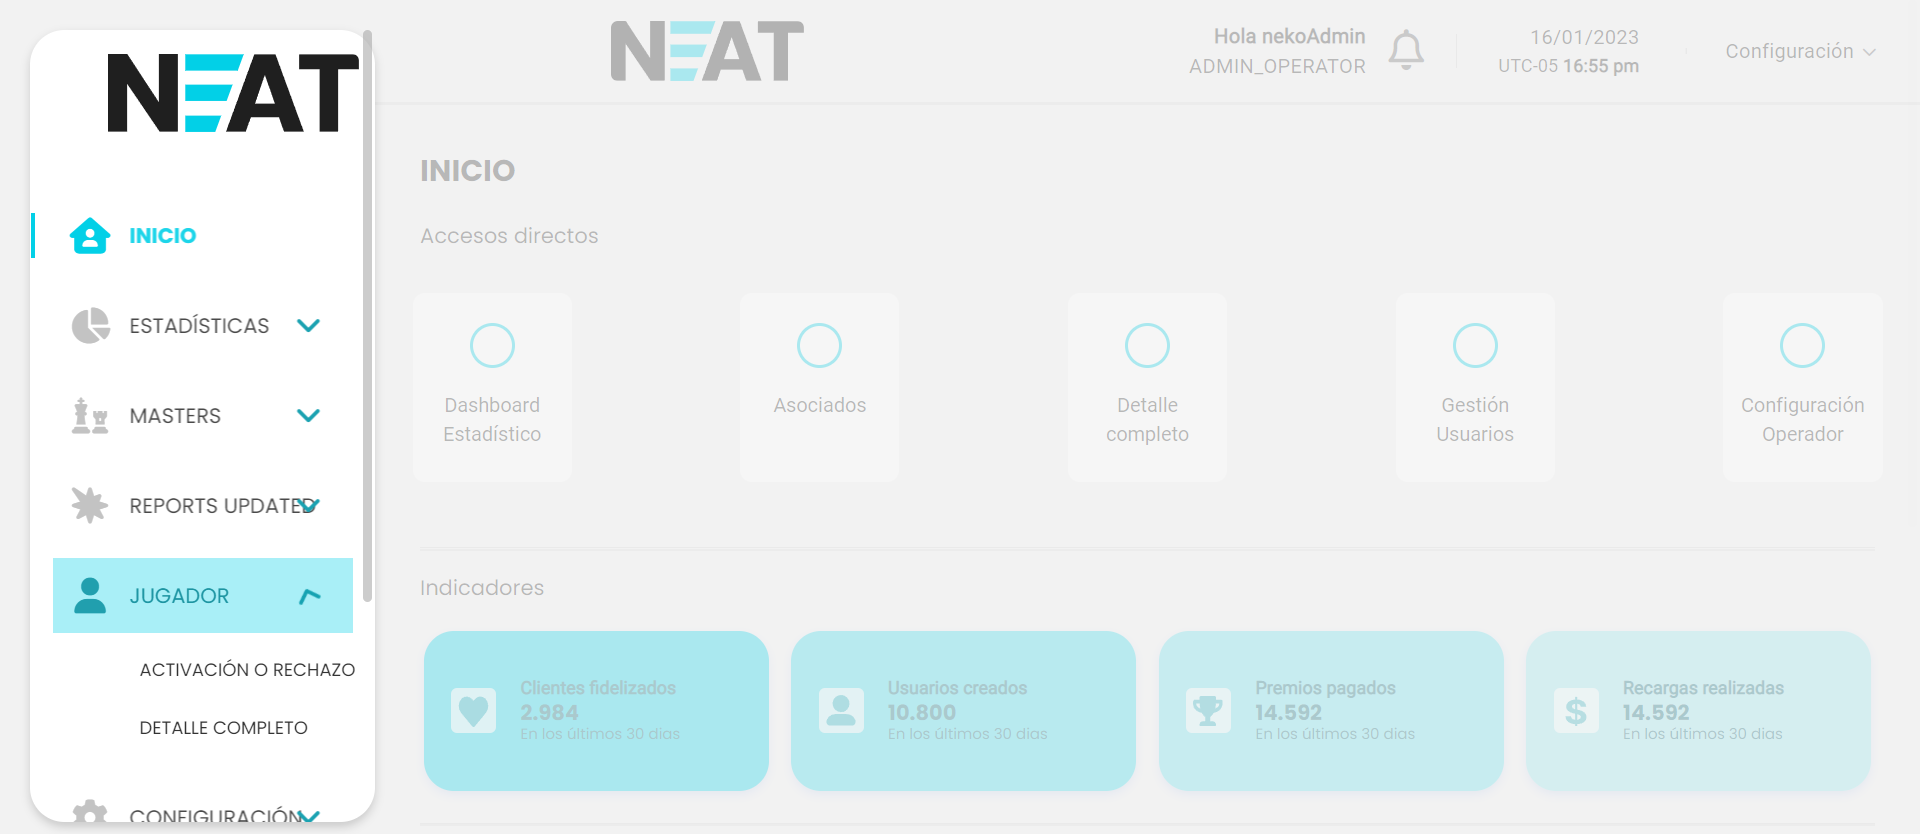 NEAT
INICIO
ESTADÍSTICAS
MASTERS
REPORTS UPDATED
JUGADOR
ACTIVACIÓN O RECHAZO
DETALLE COMPLETO
CONFIGURACIÓN
NEAT
Hola nekoAdmin
ADMIN_OPERATOR
16/01/2023
UTC-05 16:55 pm
Configuración
INICIO
Accesos directos
Dashboard
Estadístico
Asociados
Detalle
completo
Gestión
Usuarios
Configuración
Operador
Indicadores
Clientes fidelizados
2.984
En los últimos 30 dias
Usuarios creados
10.800
En los últimos 30 dias
Premios pagados
14.592
En los últimos 30 dias
Recargas realizadas
14.592
En los últimos 30 dias